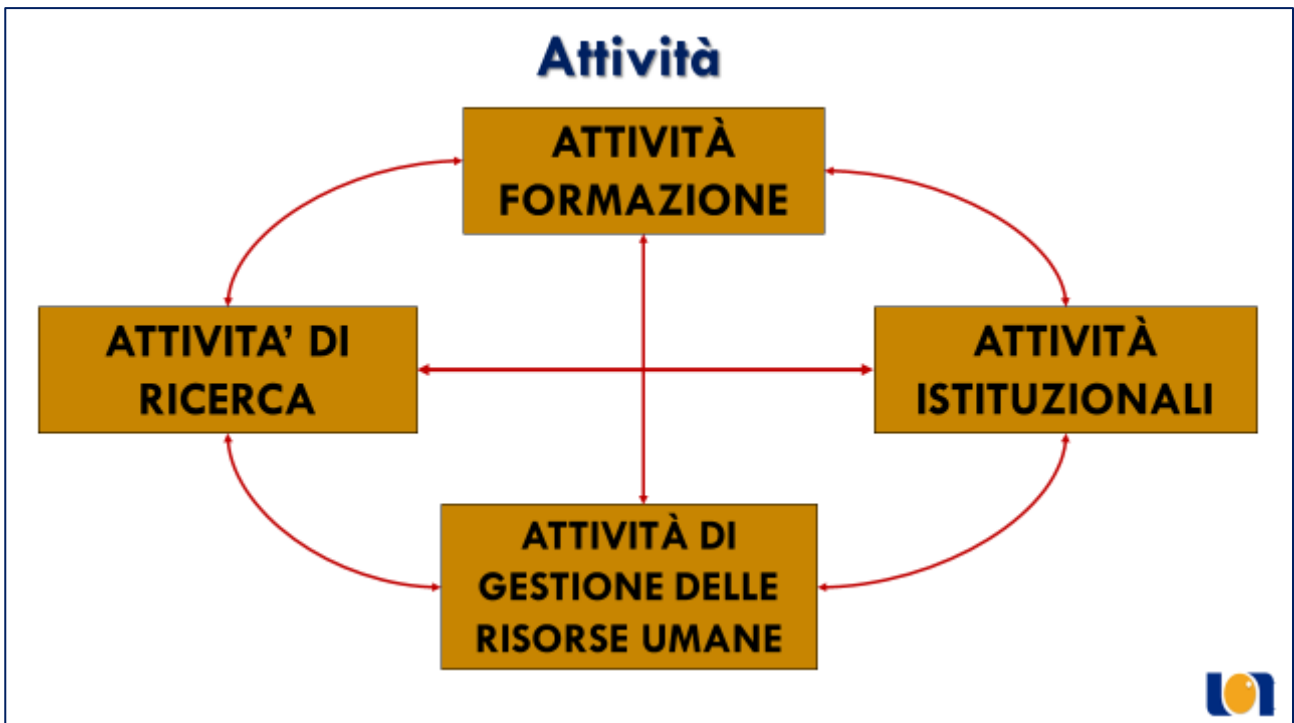 Attività
ATTIVITÀ
FORMAZIONE
ATTIVITA’ DI
RICERCA
ATTIVITÀ
ISTITUZIONALI
ATTIVITÀ DI
GESTIONE DELLE
RISORSE UMANE